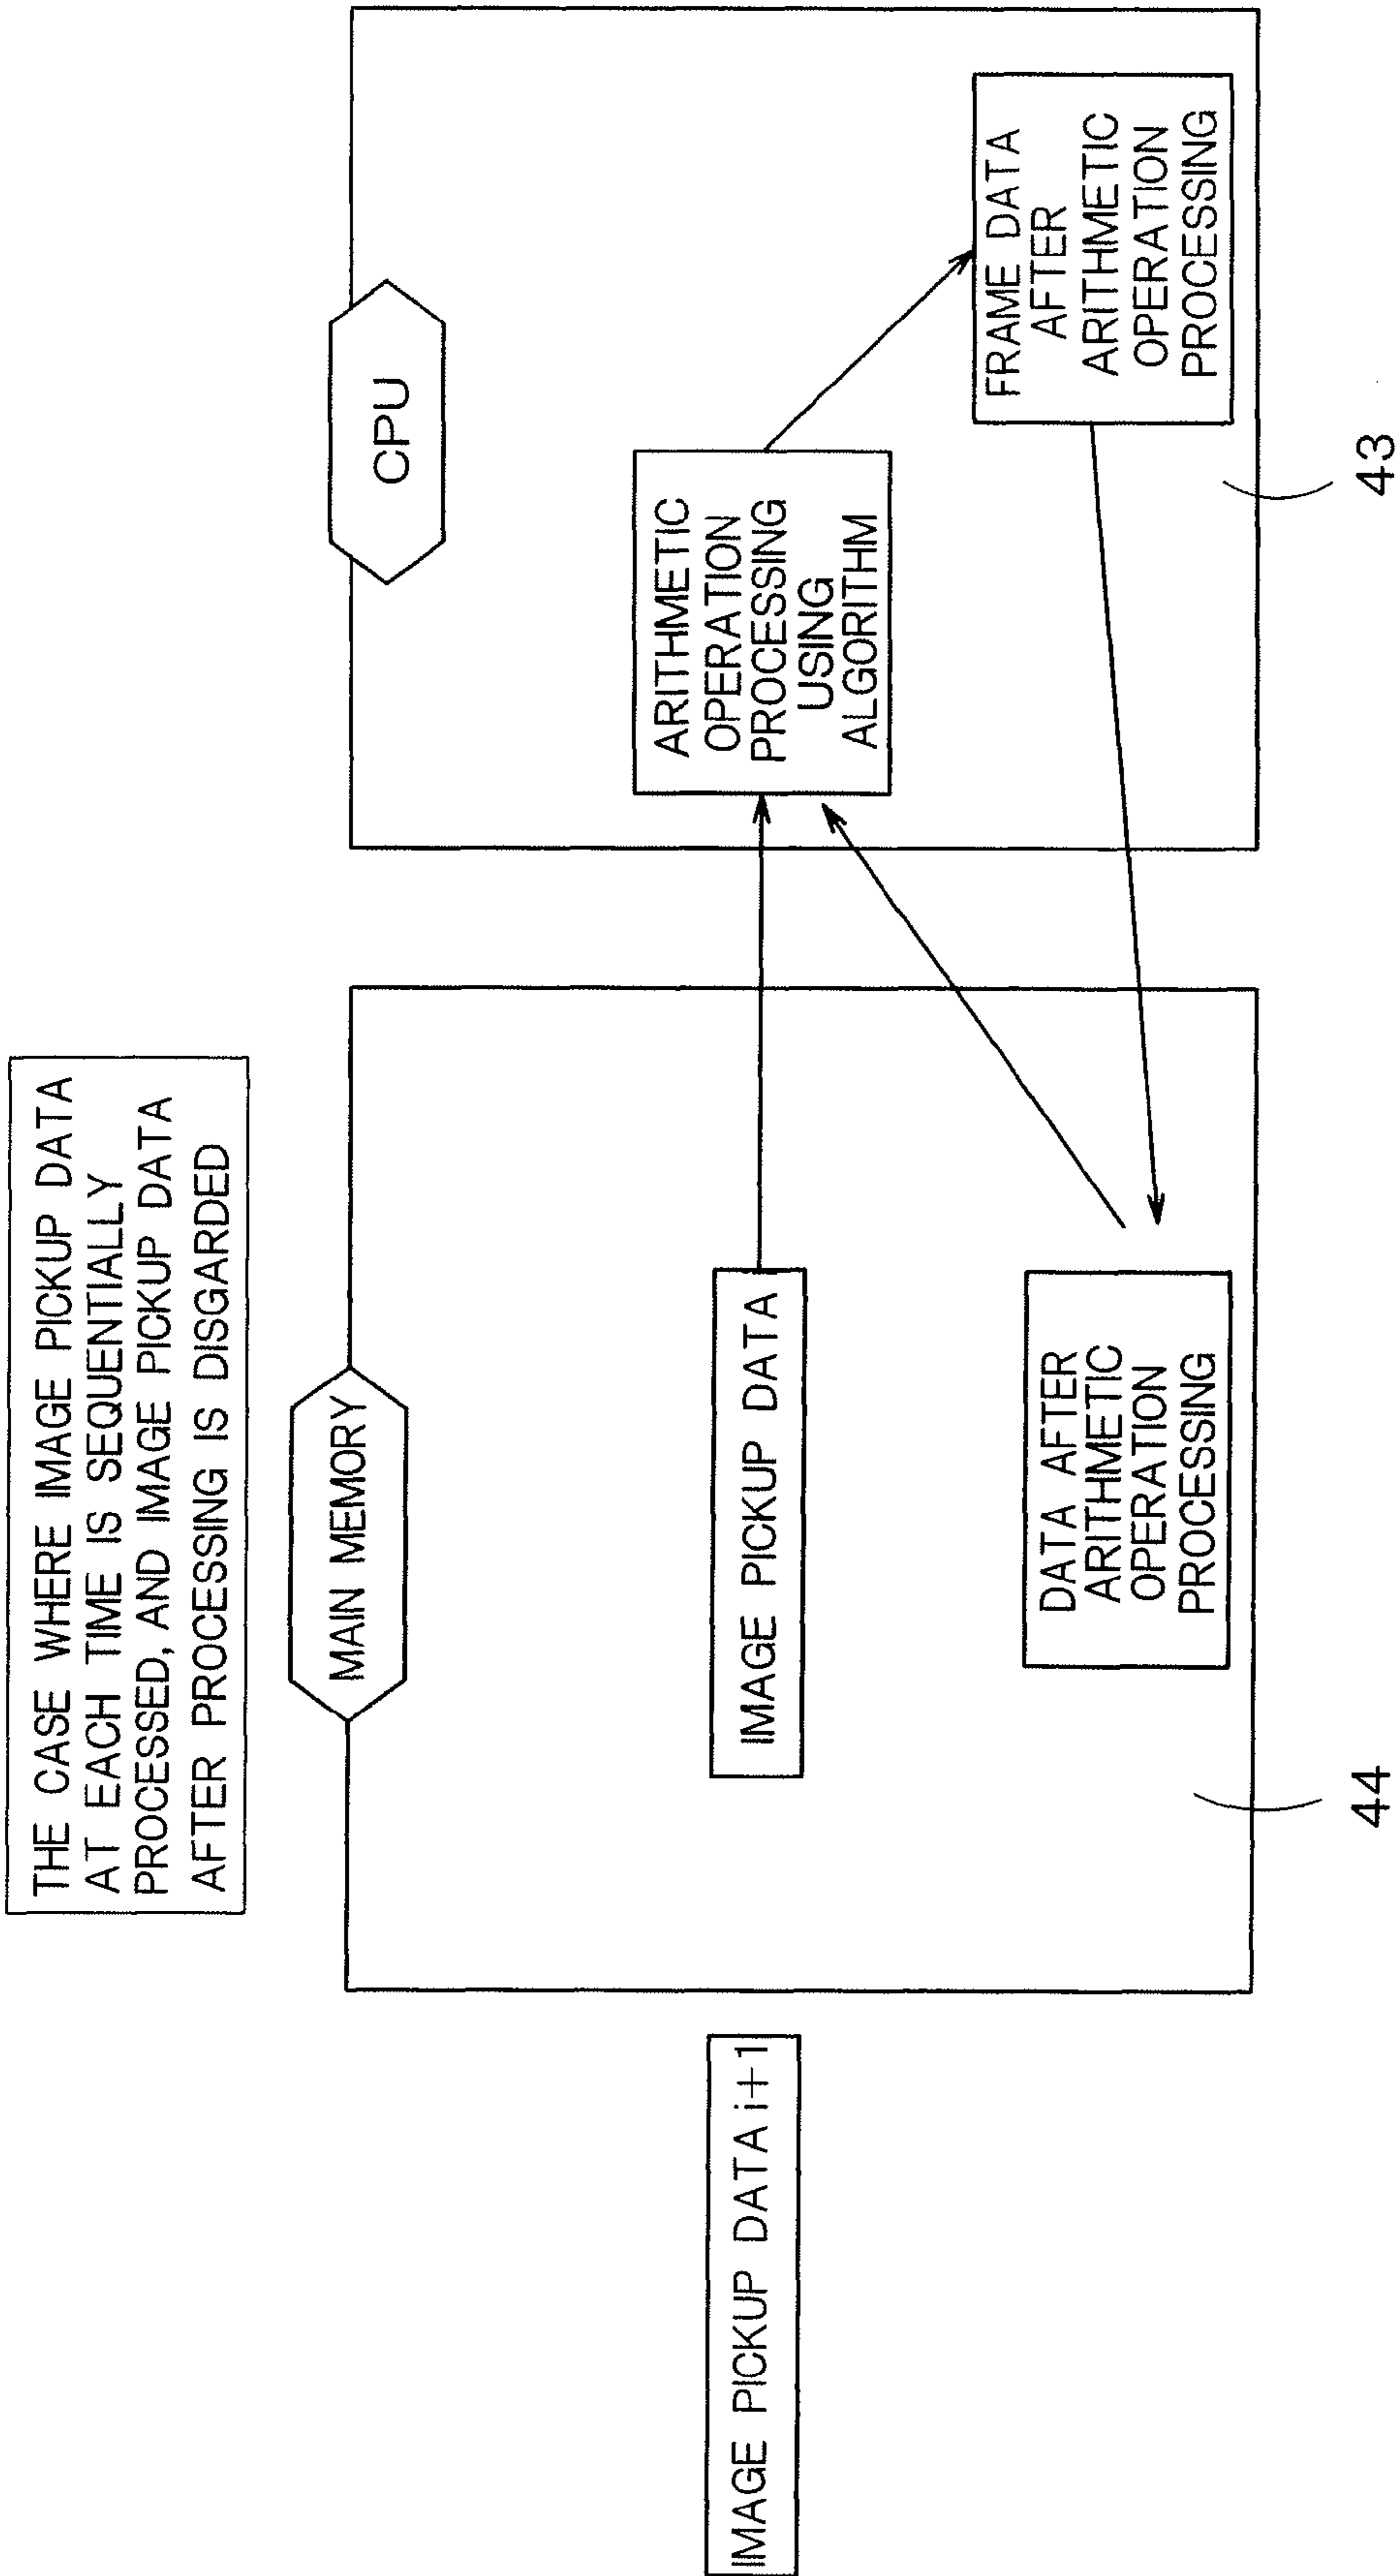 THE CASE WHERE IMAGE PICKUP DATA
AT EACH TIME IS SEQUENTIALLY
PROCESSED, AND IMAGE PICKUP DATA
AFTER PROCESSING IS DISGARDED
MAIN MEMORY
CPU
IMAGE PICKUP DATA i+1
IMAGE PICKUP DATA
ARITHMETIC
OPERATION
PROCESSING
USING
ALGORITHM
DATA AFTER
ARITHMETIC
OPERATION
PROCESSING
FRAME DATA
AFTER
ARITHMETIC
OPERATION
PROCESSING
44
43